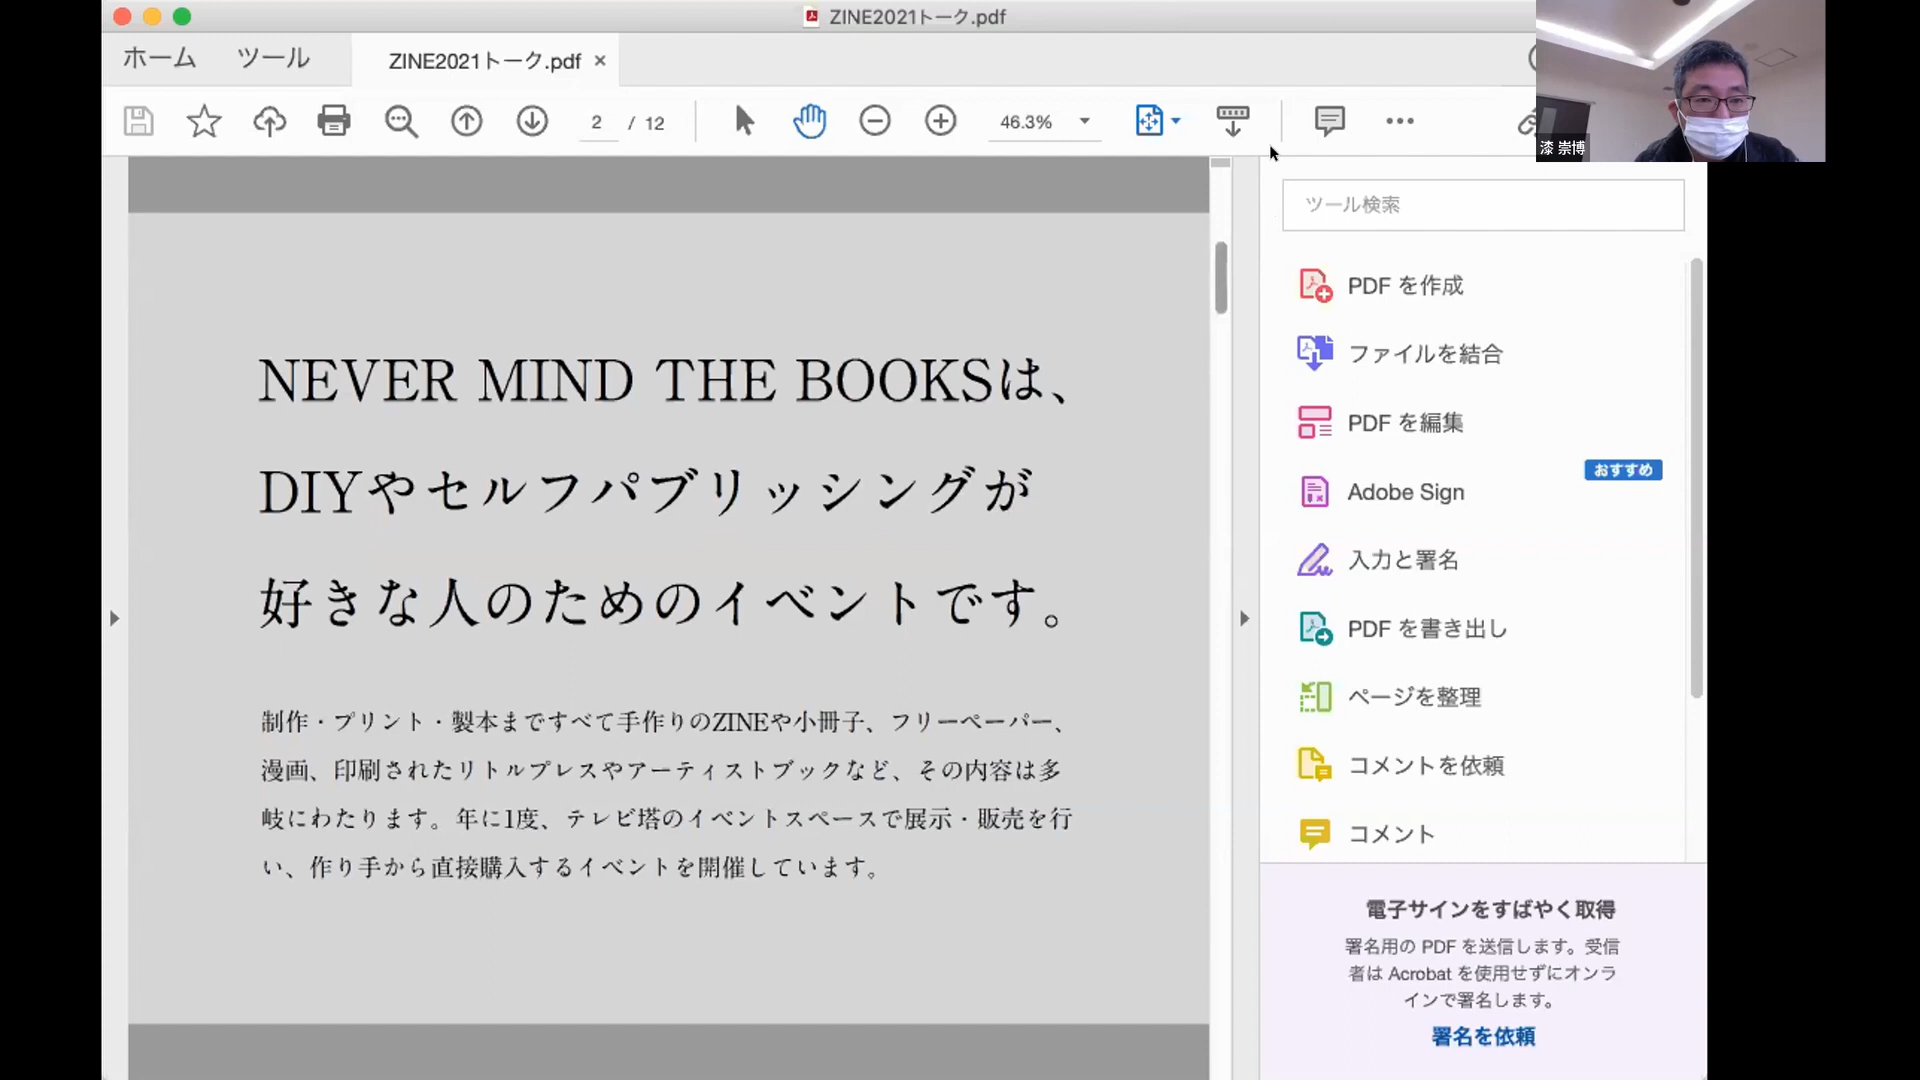 ZINE2021トーク.pdf
ホーム
ツール
ZINE2021トーク.pdf ×
2 / 12
46.3%
漆 崇博
NEVER MIND THE BOOKSは、
DIYやセルフパブリッシングが
好きな人のためのイベントです。
制作・プリント・製本まですべて手作りのZINEや小冊子、フリーペーパー、
漫画、印刷されたリトルプレスやアーティストブックなど、その内容は多
岐にわたります。年に1度、テレビ塔のイベントスペースで展示・販売を行
い、作り手から直接購入するイベントを開催しています。
ツール検索
PDF を作成
ファイルを結合
PDF を編集
おすすめ
Adobe Sign
入力と署名
PDF を書き出し
ページを整理
コメントを依頼
コメント
電子サインをすばやく取得
署名用の PDF を送信します。受信
者は Acrobat を使用せずにオンラ
インで署名します。
署名を依頼